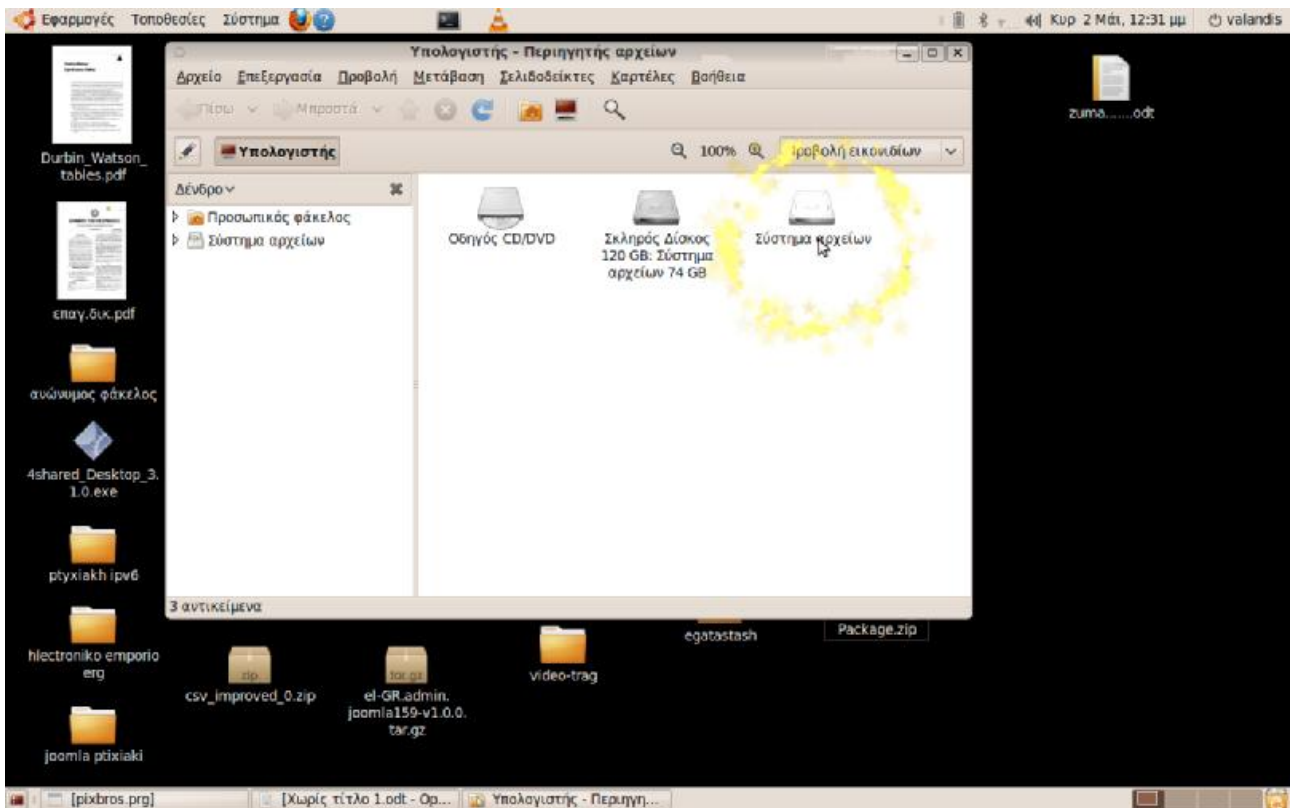 Εφαρμογές Τοποθεσίες Σύστημα
Κυρ 2 Μάι, 12:31 μμ valandis
Υπολογιστής - Περιηγητής αρχείων
Αρχείο Επεξεργασία Προβολή Μετάβαση Σελιδοδείκτες Καρτέλες Βοήθεια
Πίσω Μπροστά
Υπολογιστής
100% Προβολή εικονιδίων
Δένδρο
Προσωπικός φάκελος
Σύστημα αρχείων
Οδηγός CD/DVD
Σκληρός Δίσκος
120 GB: Σύστημα
αρχείων 74 GB
Σύστημα αρχείων
3 αντικείμενα
Durbin_Watson_
tables.pdf
επαγ.δικ.pdf
ανώνυμος φάκελος
4shared_Desktop_3.
1.0.exe
ptyxiakh ipv6
hlectroniko emporio
erg
joomla ptixiaki
zip
csv_improved_0.zip
tar.gz
el-GR.admin.
joomla159-v1.0.0.
tar.gz
video-trag
egatastash
Package.zip
zuma.......odt
[pixbros.prg]
[Χωρίς τίτλο 1.odt - Op...
Υπολογιστής - Περιηγη...